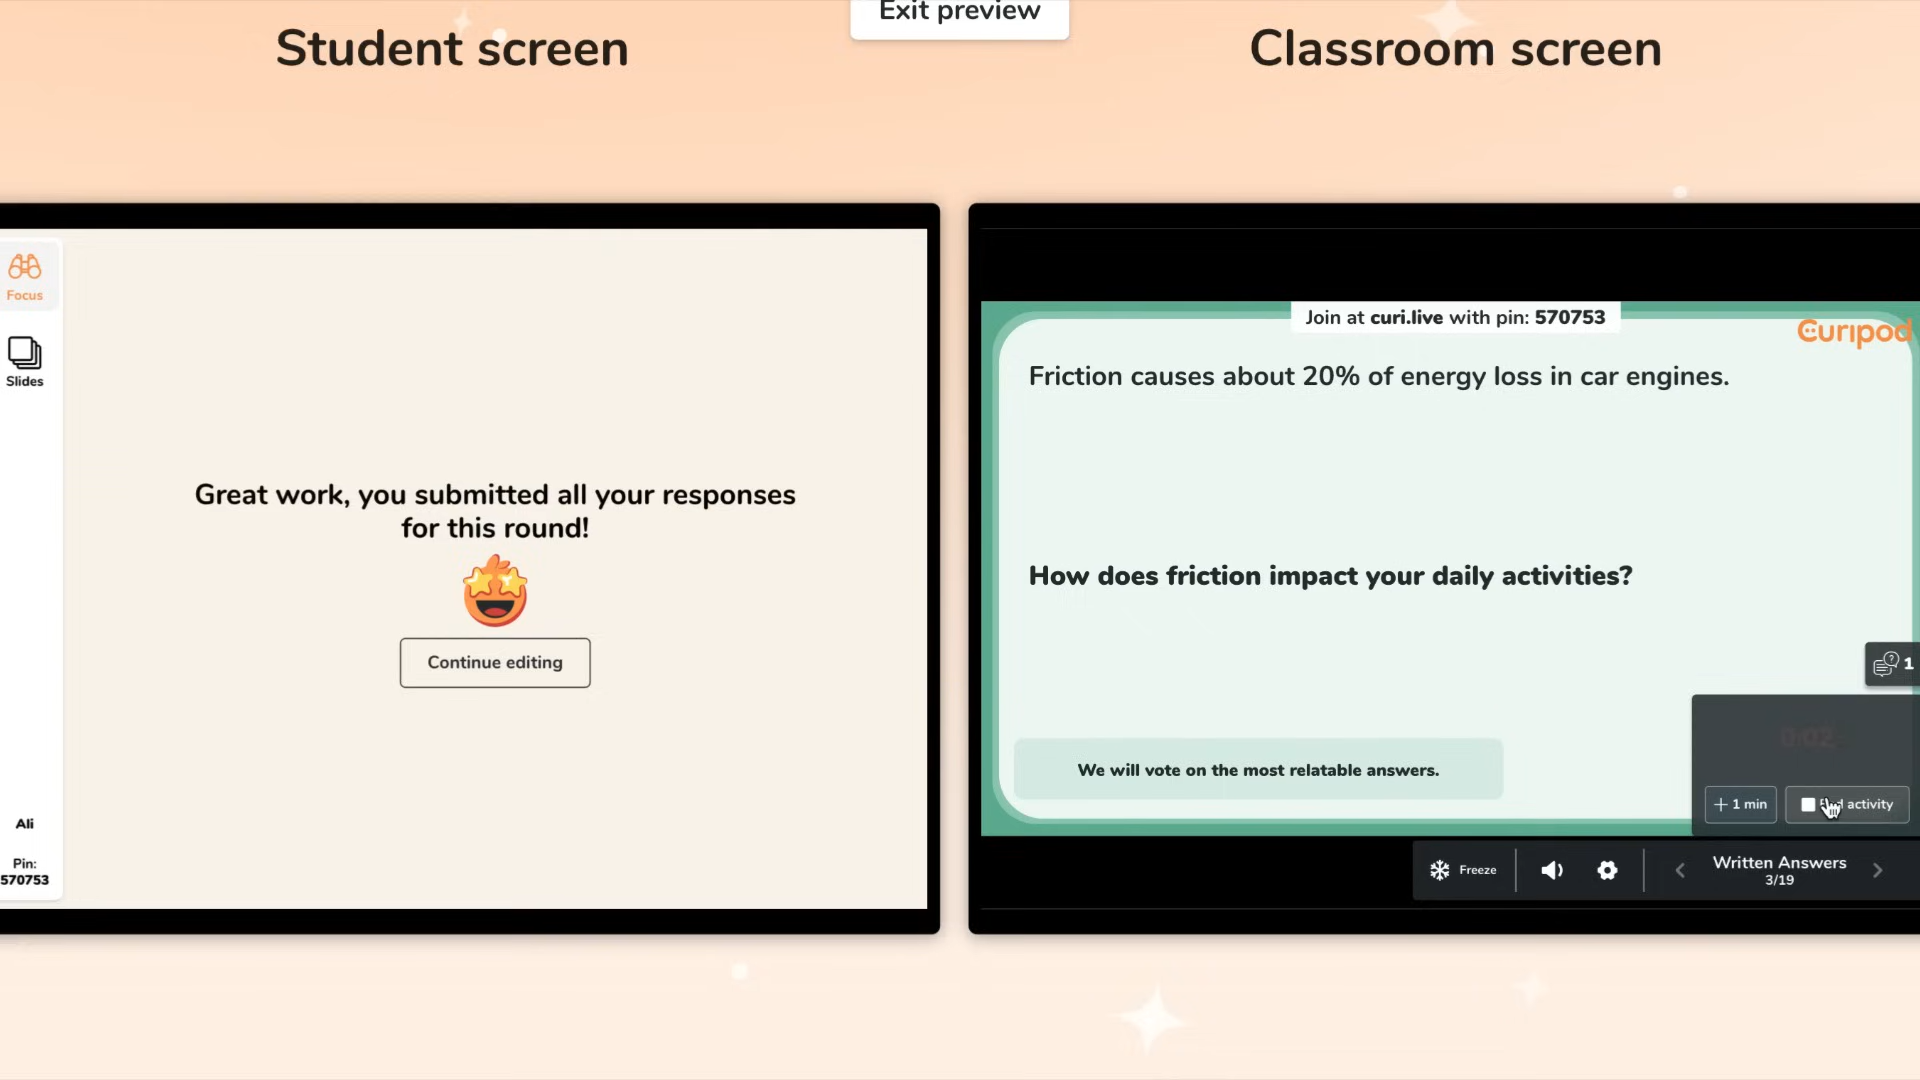 Exit preview
Student screen
Classroom screen
Focus
Slides
Great work, you submitted all your responses
for this round!
Continue editing
Ali
Pin:
570753
Join at curi.live with pin: 570753
Curipod
Friction causes about 20% of energy loss in car engines.
How does friction impact your daily activities?
1
We will vote on the most relatable answers.
0:02
+ 1 min
activity
Freeze
Written Answers
3/19